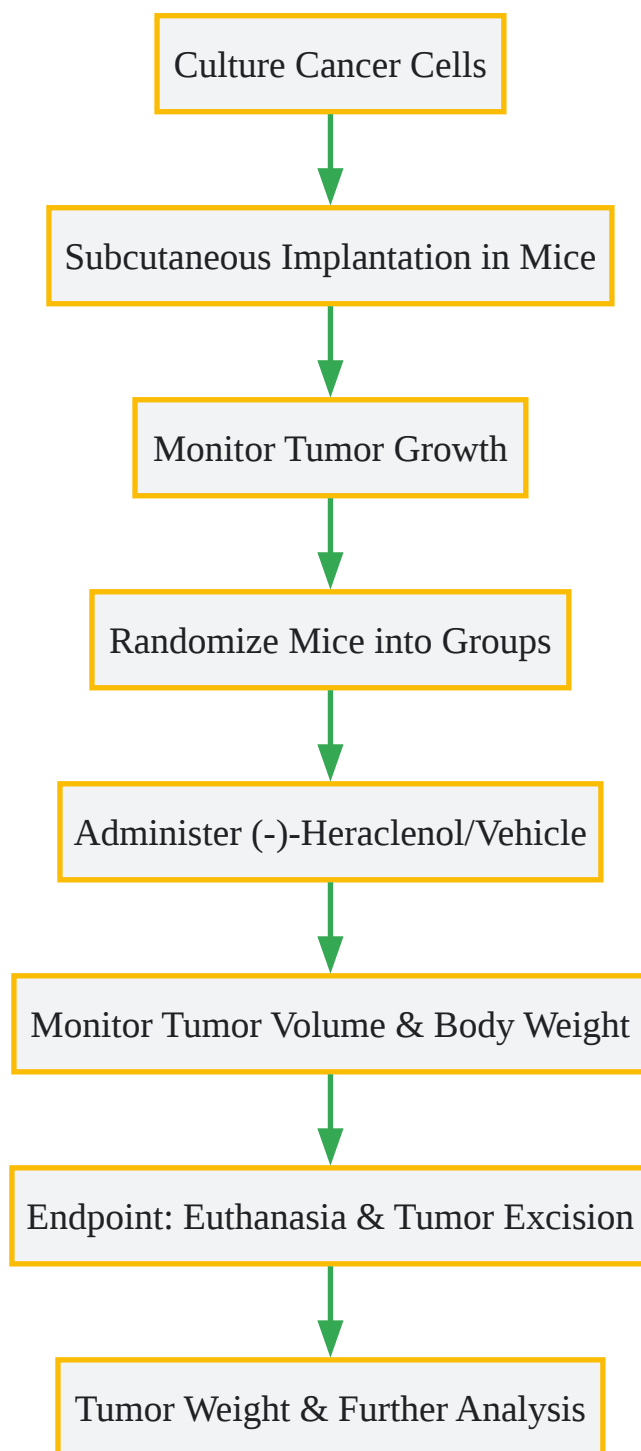 Culture Cancer Cells
Subcutaneous Implantation in Mice
Monitor Tumor Growth
Randomize Mice into Groups
Administer (-)-Heraclenol/Vehicle
Monitor Tumor Volume & Body Weight
Endpoint: Euthanasia & Tumor Excision
Tumor Weight & Further Analysis